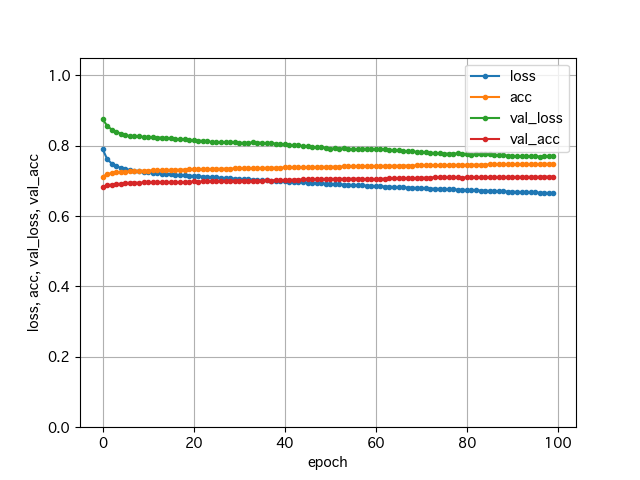 loss
acc
val_loss
val_acc
1.0
0.8
0.6
0.4
0.2
0.0
loss, acc, val_loss, val_acc
0 20 40 60 80 100
epoch